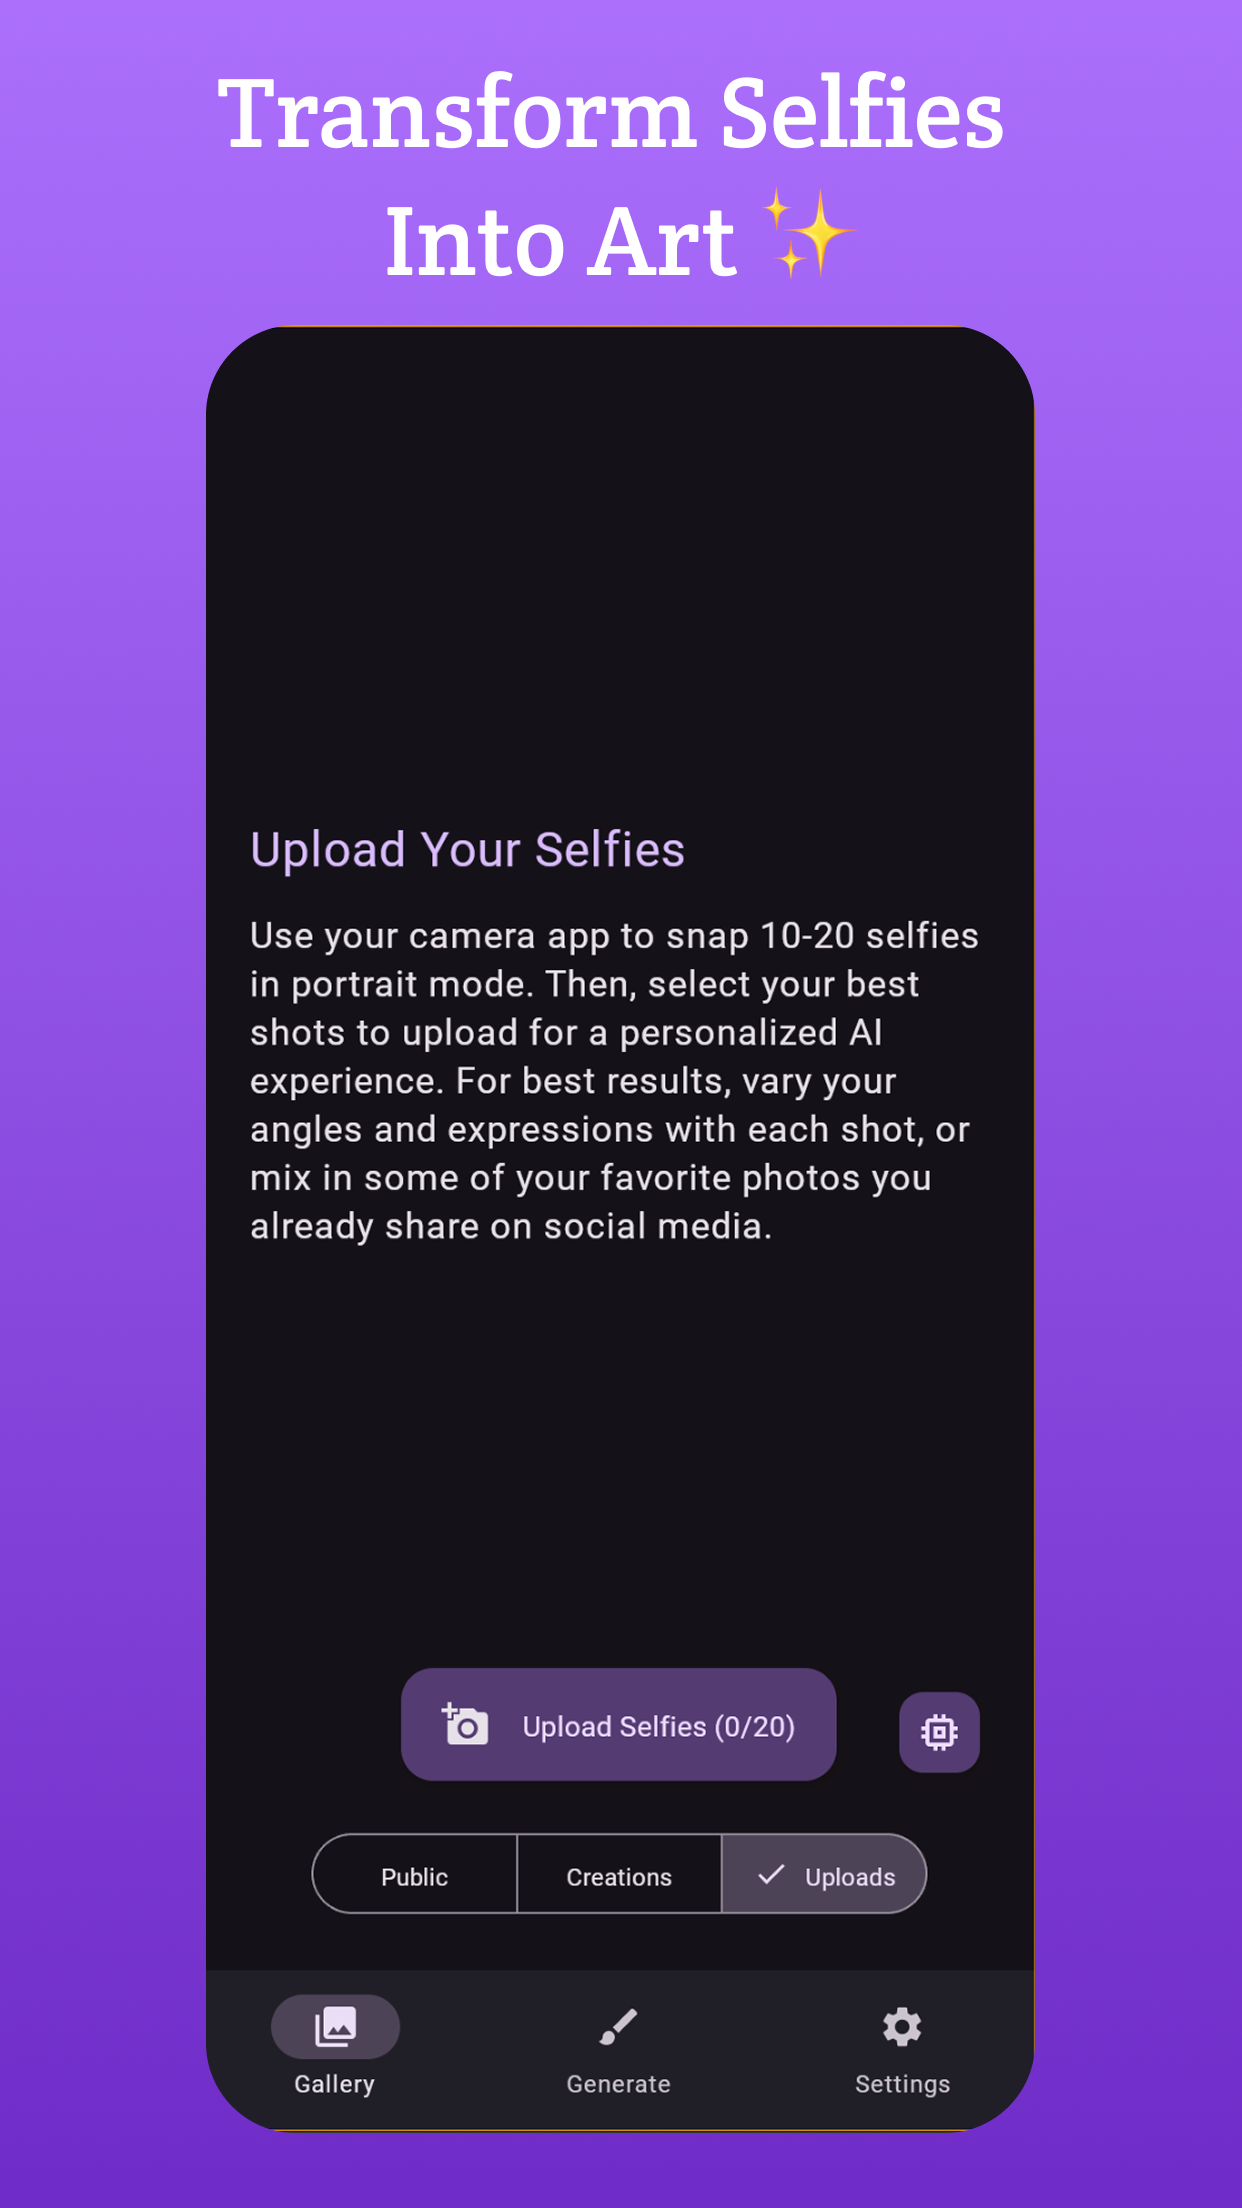 Transform Selfies
Into Art ✨
Upload Your Selfies
Use your camera app to snap 10-20 selfies
in portrait mode. Then, select your best
shots to upload for a personalized AI
experience. For best results, vary your
angles and expressions with each shot, or
mix in some of your favorite photos you
already share on social media.
Upload Selfies (0/20)
Public Creations Uploads
Gallery Generate Settings